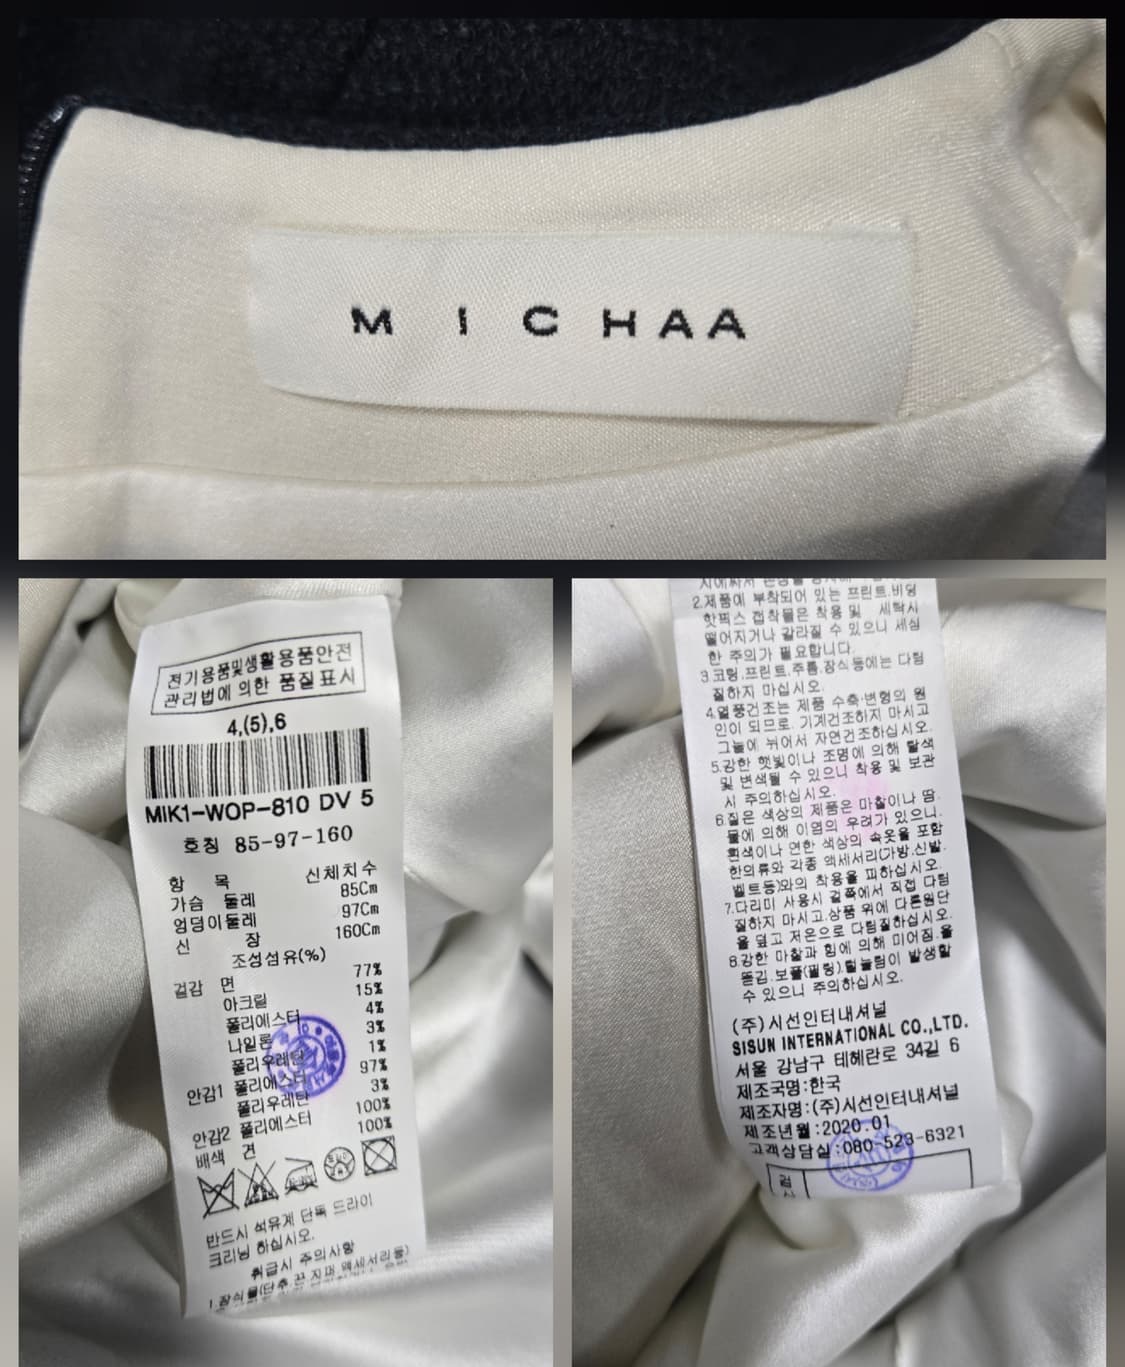 MICHAA
전기용품및생활용품안전
관리법에 의한 품질표시
4,(5),6
MIK1-WOP-810 DV 5
호칭 85-97-160
항 목 신체치수
가슴 둘레 85Cm
엉덩이둘레 97Cm
신 장 160Cm
조성섬유(%)
겉감 면 77%
아크릴 15%
폴리에스터 4%
나일론 3%
폴리우레탄 1%
안감1 폴리에스터 97%
폴리우레탄 3%
안감2 폴리에스터 100%
배색 견 100%
반드시 석유계 단독 드라이
크리닝 하십시오.
취급시 주의사항
1.장식물(단추,끈,지퍼,액세서리등)
2.제품에 부착되어 있는 프린트,비딩
핫픽스 접착물은 착용 및 세탁시
떨어지거나 갈라질 수 있으니 세심
한 주의가 필요합니다.
3.코팅,프린트,주름,장식등에는 다림
질하지 마십시오.
4.열풍건조는 제품 수축·변형의 원
인이 되므로, 기계건조하지 마시고
그늘에 뉘어서 자연건조하십시오.
5.강한 햇빛이나 조명에 의해 탈색
및 변색될 수 있으니 착용 및 보관
시 주의하십시오.
6.짙은 색상의 제품은 마찰이나 땀,
물에 의해 이염의 우려가 있으니,
흰색이나 연한 색상의 속옷을 포함
한의류와 각종 액세서리(가방,신발,
벨트등)와의 착용을 피하십시오.
7.다리미 사용시 겉쪽에서 직접 다림
질하지 마시고,상품 위에 다른원단
을 덮고 저온으로 다림질하십시오.
8.강한 마찰과 힘에 의해 미어짐,올
뜯김,보풀(필링),털눌림이 발생할
수 있으니 주의하십시오.
(주)시선인터내셔널
SISUN INTERNATIONAL CO.,LTD.
서울 강남구 테헤란로 34길 6
제조국명:한국
제조자명:(주)시선인터내셔널
제조년월:2020.01
고객상담실:080-523-6321
검